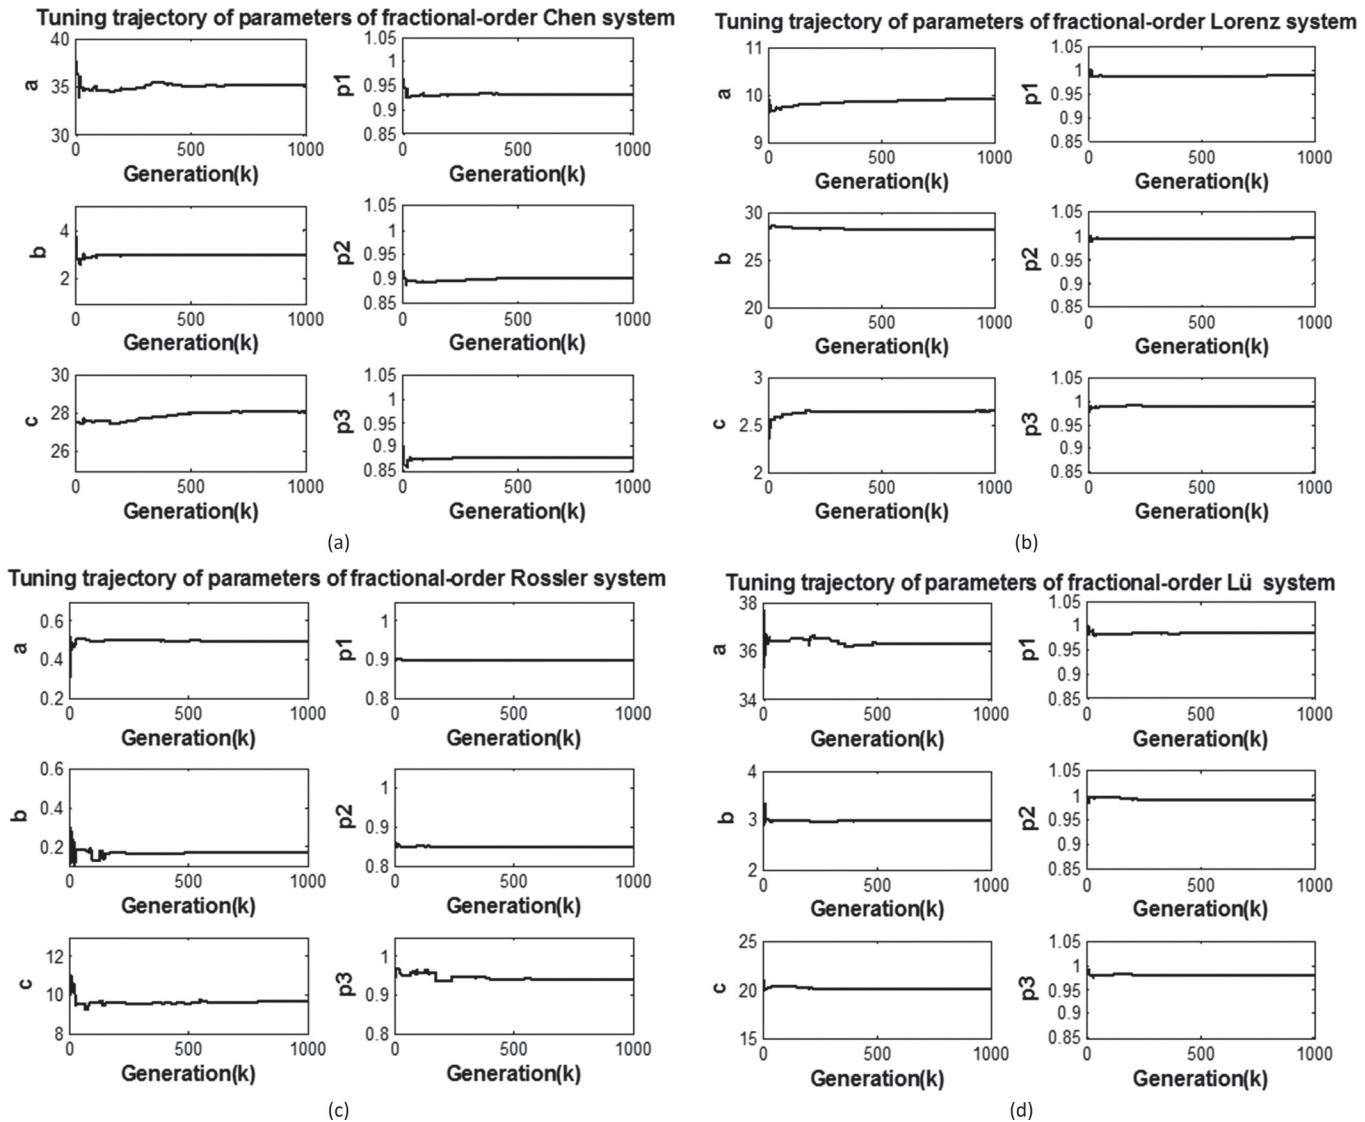 Tuning trajectory of parameters of fractional-order Chen system
40
35
30
a
0 500 1000
Generation(k)
1.05
1
0.95
0.9
0.85
p1
0 500 1000
Generation(k)
4
2
b
0 500 1000
Generation(k)
1.05
1
0.95
0.9
0.85
p2
0 500 1000
Generation(k)
30
28
26
c
0 500 1000
Generation(k)
1.05
1
0.95
0.9
0.85
p3
0 500 1000
Generation(k)
(a)
Tuning trajectory of parameters of fractional-order Lorenz system
11
10
9
a
0 500 1000
Generation(k)
1.05
1
0.95
0.9
0.85
p1
0 500 1000
Generation(k)
30
25
20
b
0 500 1000
Generation(k)
1.05
1
0.95
0.9
0.85
p2
0 500 1000
Generation(k)
3
2.5
2
c
0 500 1000
Generation(k)
1.05
1
0.95
0.9
0.85
p3
0 500 1000
Generation(k)
(b)
Tuning trajectory of parameters of fractional-order Rossler system
0.6
0.4
0.2
a
0 500 1000
Generation(k)
1
0.9
0.8
p1
0 500 1000
Generation(k)
0.6
0.4
0.2
b
0 500 1000
Generation(k)
1
0.9
0.8
p2
0 500 1000
Generation(k)
12
10
8
c
0 500 1000
Generation(k)
1
0.9
0.8
p3
0 500 1000
Generation(k)
(c)
Tuning trajectory of parameters of fractional-order Lü system
38
36
34
a
0 500 1000
Generation(k)
1.05
1
0.95
0.9
0.85
p1
0 500 1000
Generation(k)
4
3
2
b
0 500 1000
Generation(k)
1.05
1
0.95
0.9
0.85
p2
0 500 1000
Generation(k)
25
20
15
c
0 500 1000
Generation(k)
1.05
1
0.95
0.9
0.85
p3
0 500 1000
Generation(k)
(d)